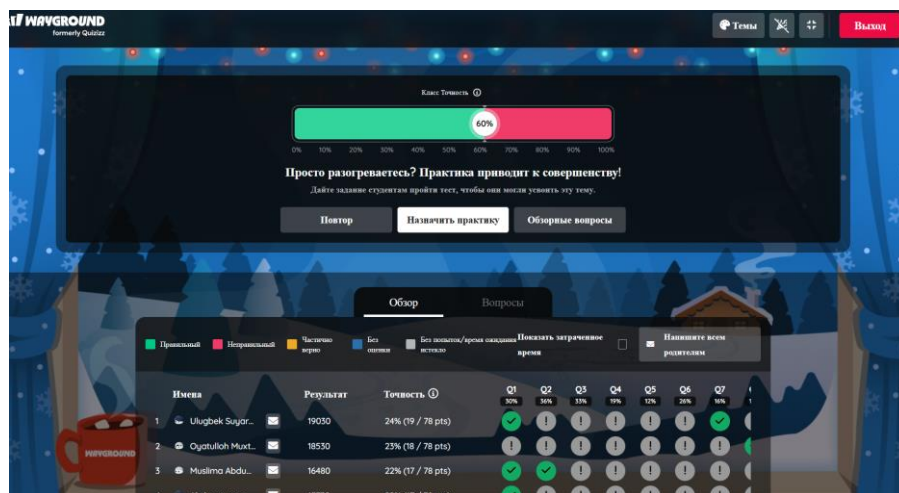 WAYGROUND
formerly Quizizz
Темы
Выход
Класс Точность
60%
0% 10% 20% 30% 40% 50% 60% 70% 80% 90% 100%
Просто разогреваетесь? Практика приводит к совершенству!
Дайте задание студентам пройти тест, чтобы они могли усвоить эту тему.
Повтор Назначить практику Обзорные вопросы
Обзор Вопросы
Правильный Неправильный Частично верно Без оценки Без попыток/время ожидания истекло Показать затраченное время Напишите всем родителям
Имена Результат Точность Q1 Q2 Q3 Q4 Q5 Q6 Q7
30% 36% 33% 19% 12% 26% 16%
1 Ulugbek Suyar... 19030 24% (19 / 78 pts)
2 Oyatulloh Muxt... 18530 23% (18 / 78 pts)
3 Muslima Abdu... 16480 22% (17 / 78 pts)
WAYGROUND